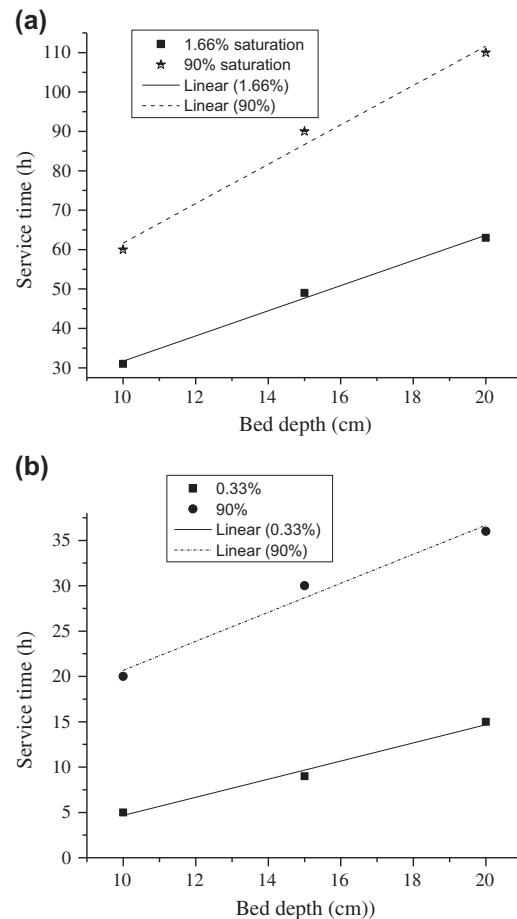 (a)
1.66% saturation
90% saturation
Linear (1.66%)
Linear (90%)
120
110
100
90
80
70
60
50
40
30
Service time (h)
10
12
14
16
18
20
Bed depth (cm)
(b)
0.33%
90%
Linear (0.33%)
Linear (90%)
35
30
25
20
15
10
5
0
Service time (h)
10
12
14
16
18
20
Bed depth (cm))